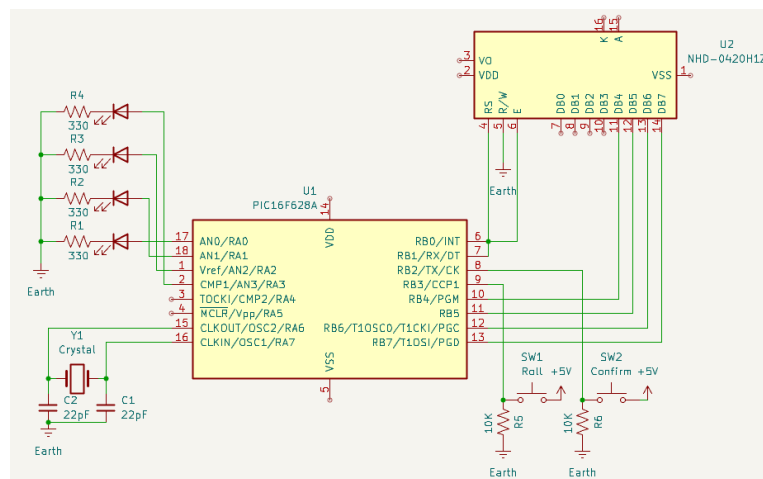 16
15
K
A
U2
NHD-0420H1Z
3
VO
2
VDD
VSS
1
RS
R/W
E
DB0
DB1
DB2
DB3
DB4
DB5
DB6
DB7
4
5
6
7
8
9
10
11
12
13
14
Earth
R4
330
R3
330
R2
330
R1
330
Earth
U1
PIC16F628A
14
VDD
17
AN0/RA0
RB0/INT
6
18
AN1/RA1
RB1/RX/DT
7
1
Vref/AN2/RA2
RB2/TX/CK
8
2
CMP1/AN3/RA3
RB3/CCP1
9
3
TOCKI/CMP2/RA4
RB4/PGM
10
4
MCLR/Vpp/RA5
RB5
11
15
CLKOUT/OSC2/RA6
RB6/T1OSO/T1CKI/PGC
12
16
CLKIN/OSC1/RA7
RB7/T1OSI/PGD
13
VSS
5
Y1
Crystal
C2
22pF
C1
22pF
Earth
SW1
Roll +5V
SW2
Confirm +5V
10K
R5
10K
R6
Earth
Earth